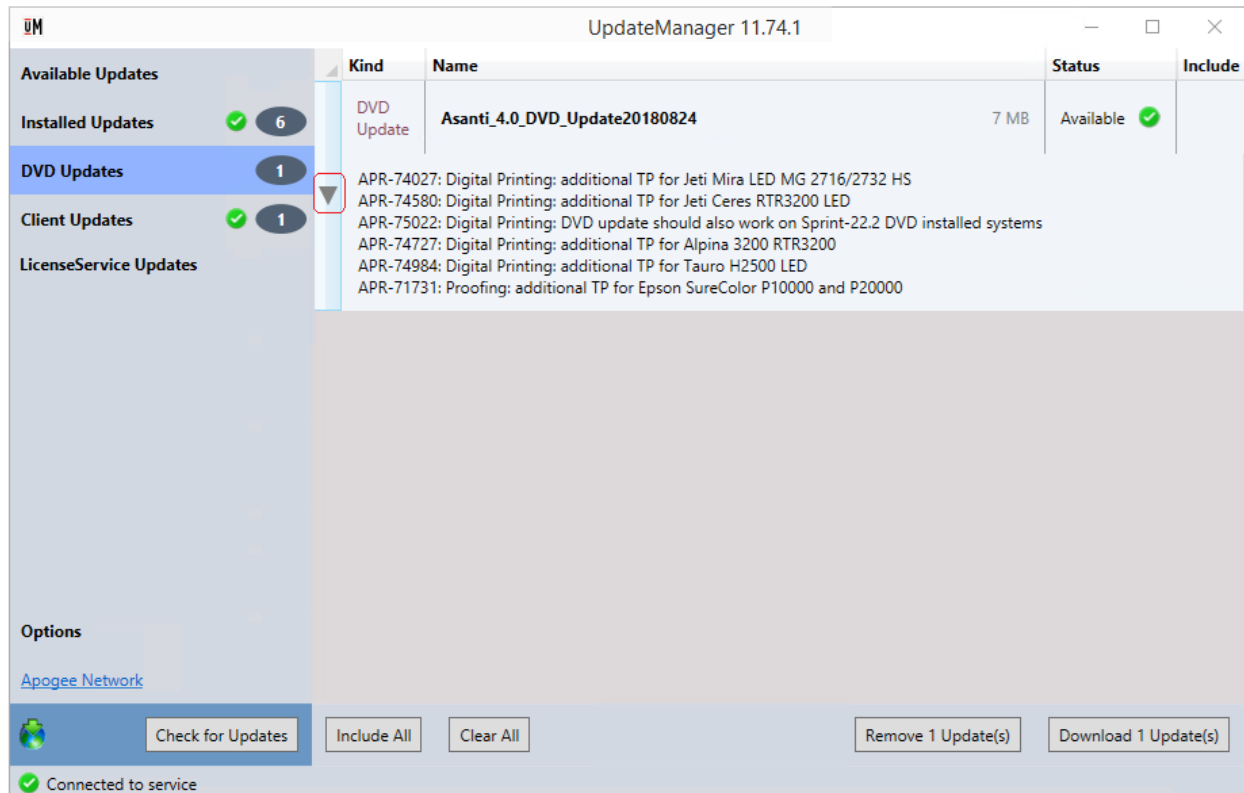 UM
UpdateManager 11.74.1
Available Updates
Installed Updates 6
DVD Updates 1
Client Updates 1
LicenseService Updates
Options
Apogee Network
Check for Updates
Connected to service
Kind Name Status Include
DVD Update Asanti_4.0_DVD_Update20180824 7 MB Available
APR-74027: Digital Printing: additional TP for Jeti Mira LED MG 2716/2732 HS
APR-74580: Digital Printing: additional TP for Jeti Ceres RTR3200 LED
APR-75022: Digital Printing: DVD update should also work on Sprint-22.2 DVD installed systems
APR-74727: Digital Printing: additional TP for Alpina 3200 RTR3200
APR-74984: Digital Printing: additional TP for Tauro H2500 LED
APR-71731: Proofing: additional TP for Epson SureColor P10000 and P20000
Include All Clear All Remove 1 Update(s) Download 1 Update(s)